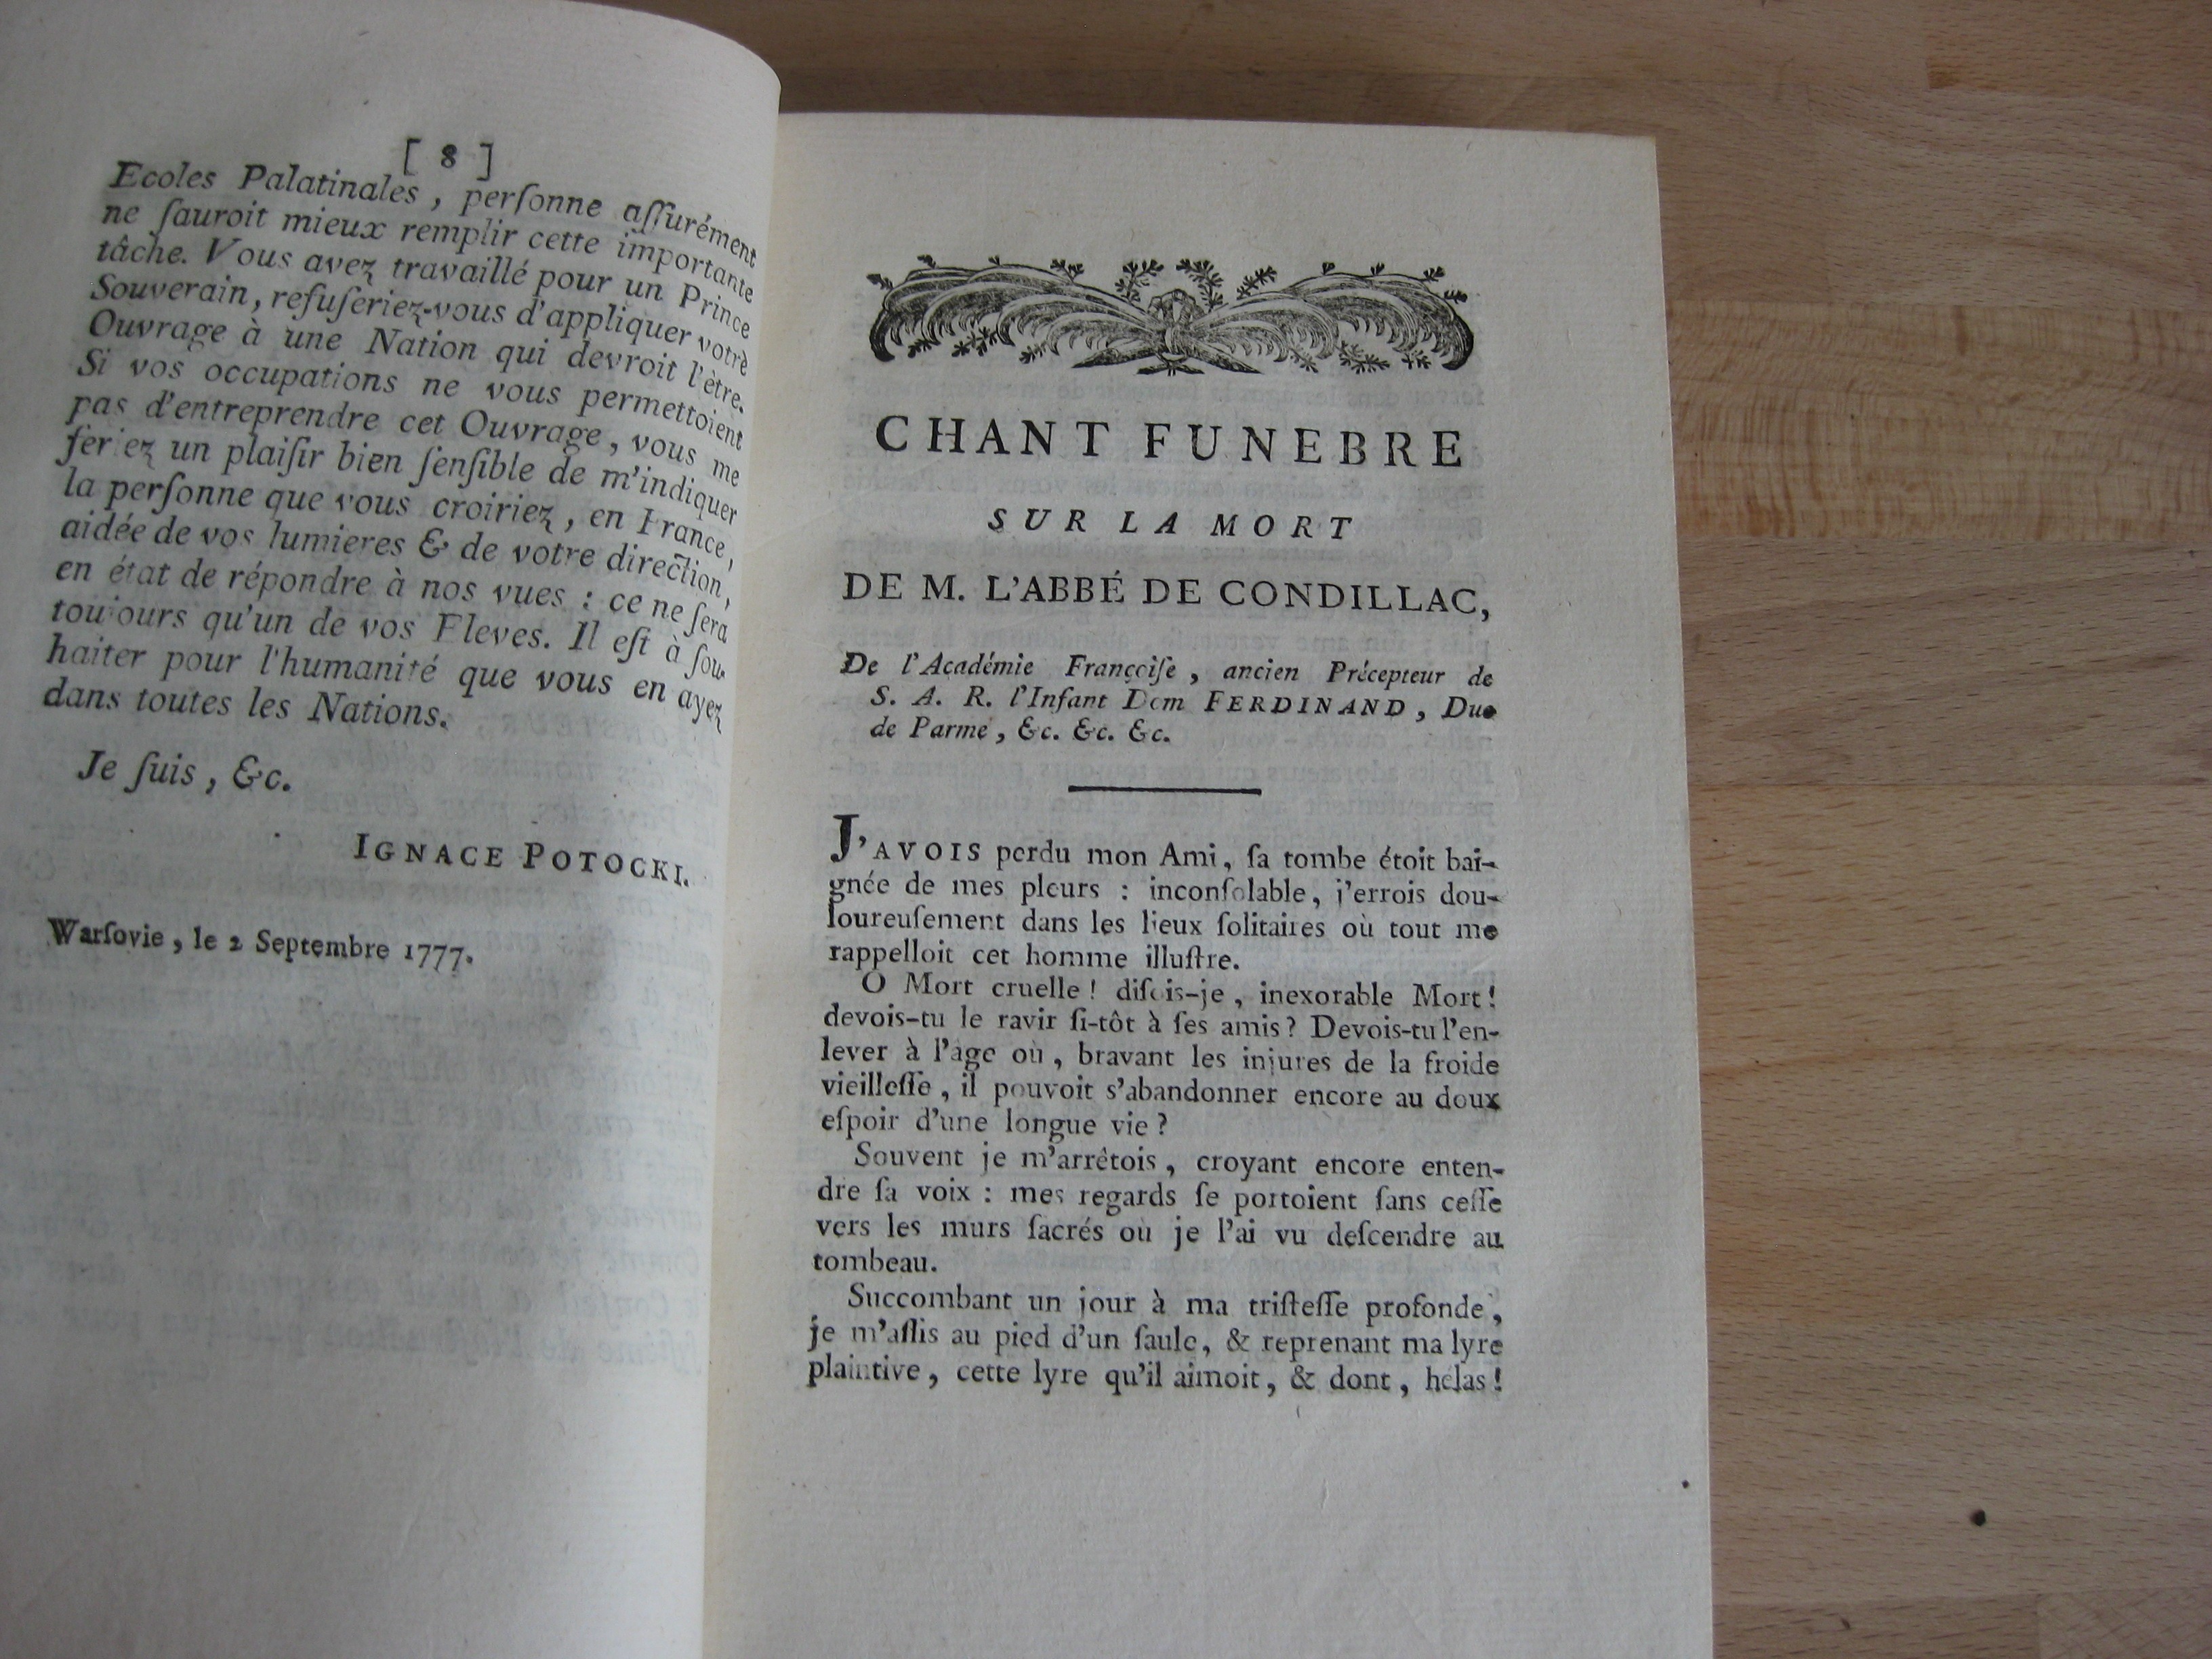 [ 8 ]
Ecoles Palatinales, perſonne aſſurément
ne ſauroit mieux remplir cette importante
tâche. Vous avez travaillé pour un Prince
Souverain, refuſeriez-vous d'appliquer votre
Ouvrage à une Nation qui devroit l'être.
Si vos occupations ne vous permettoient
pas d'entreprendre cet Ouvrage, vous me
feriez un plaiſir bien ſenſible de m'indiquer
la perſonne que vous croiriez, en France,
aidée de vos lumieres & de votre direction,
en état de répondre à nos vues : ce ne ſera
toujours qu'un de vos Eleves. Il eſt à ſou-
haiter pour l'humanité que vous en ayez
dans toutes les Nations.
Je ſuis, &c.
IGNACE POTOCKI.
Warſovie, le 2 Septembre 1777.
CHANT FUNEBRE
SUR LA MORT
DE M. L'ABBÉ DE CONDILLAC,
De l'Académie Françoiſe, ancien Précepteur de
S. A. R. l'Infant Dom FERDINAND, Duc
de Parme, &c. &c. &c.
J'AVOIS perdu mon Ami, ſa tombe étoit bai-
gnée de mes pleurs : inconſolable, j'errois dou-
loureuſement dans les lieux ſolitaires où tout me
rappelloit cet homme illuſtre.
O Mort cruelle ! diſois-je, inexorable Mort !
devois-tu le ravir ſi-tôt à ſes amis ? Devois-tu l'en-
lever à l'âge où, bravant les injures de la froide
vieilleſſe, il pouvoit s'abandonner encore au doux
eſpoir d'une longue vie ?
Souvent je m'arrêtois, croyant encore enten-
dre ſa voix : mes regards ſe portoient ſans ceſſe
vers les murs ſacrés où je l'ai vu deſcendre au
tombeau.
Succombant un jour à ma triſteſſe profonde,
je m'aſſis au pied d'un ſaule, & reprenant ma lyre
plaintive, cette lyre qu'il aimoit, & dont, hélas !